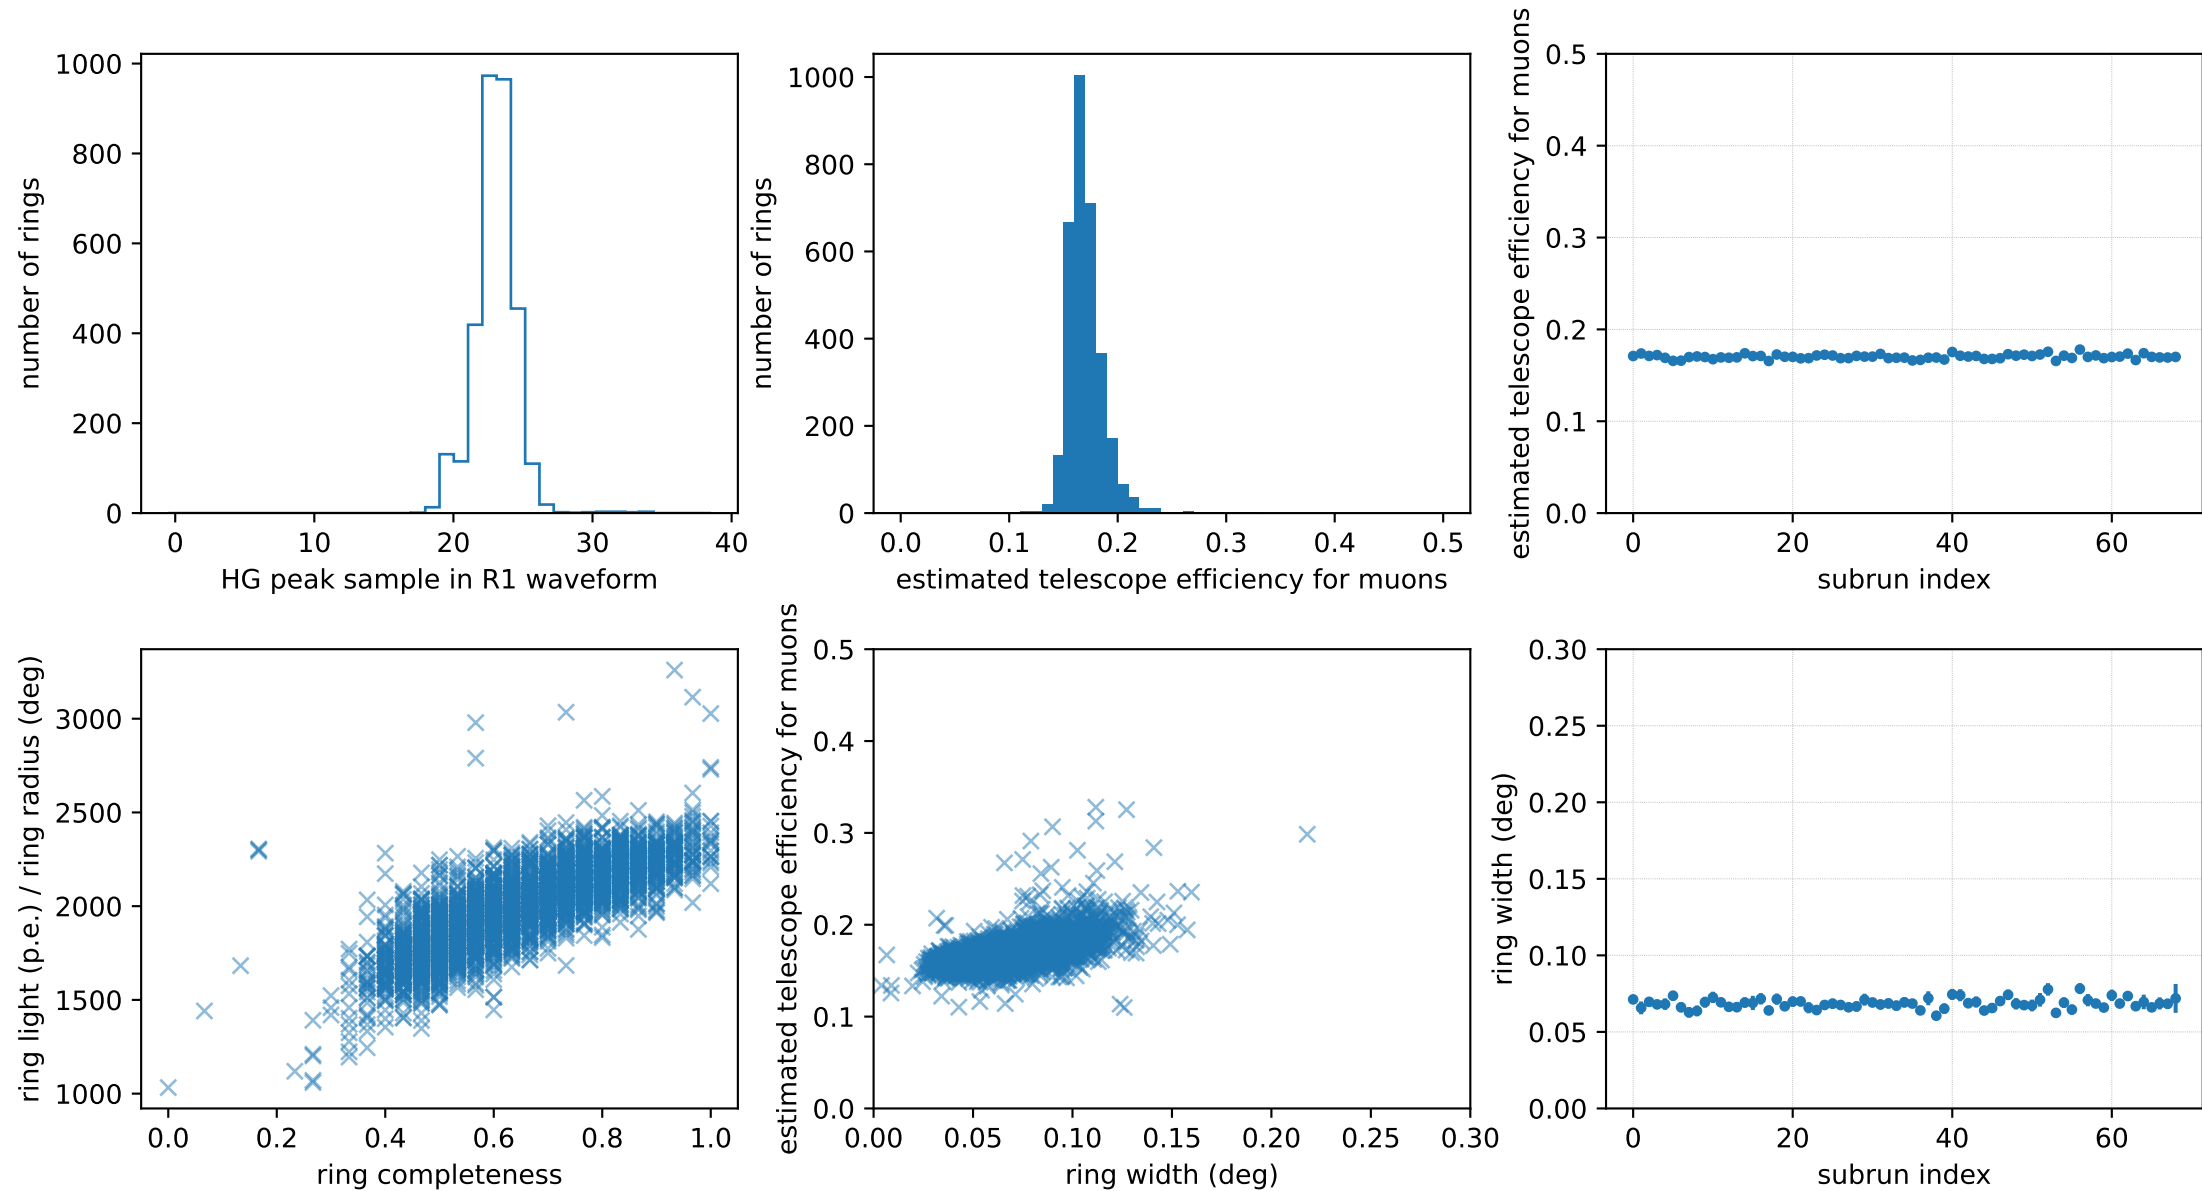 number of rings
1000
800
600
400
200
0
0 10 20 30 40
HG peak sample in R1 waveform
number of rings
1000
800
600
400
200
0
0.0 0.1 0.2 0.3 0.4 0.5
estimated telescope efficiency for muons
estimated telescope efficiency for muons
0.5
0.4
0.3
0.2
0.1
0.0
0 20 40 60
subrun index
ring light (p.e.) / ring radius (deg)
3000
2500
2000
1500
1000
0.0 0.2 0.4 0.6 0.8 1.0
ring completeness
estimated telescope efficiency for muons
0.5
0.4
0.3
0.2
0.1
0.0
0.00 0.05 0.10 0.15 0.20 0.25 0.30
ring width (deg)
ring width (deg)
0.30
0.25
0.20
0.15
0.10
0.05
0.00
0 20 40 60
subrun index